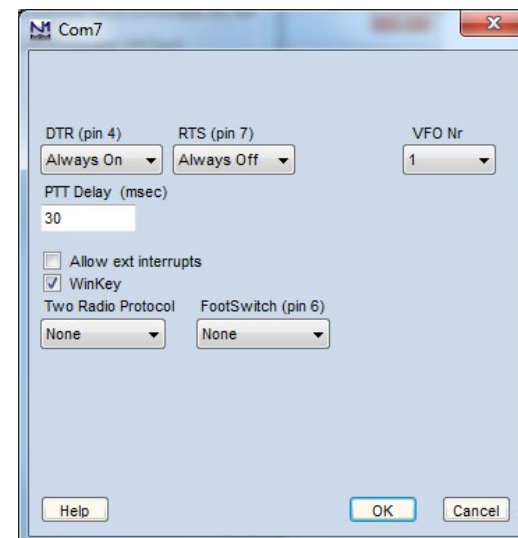 N1 Com7
X
DTR (pin 4) RTS (pin 7) VFO Nr
Always On Always Off 1
PTT Delay (msec)
30
Allow ext interrupts
WinKey
Two Radio Protocol FootSwitch (pin 6)
None None
Help OK Cancel